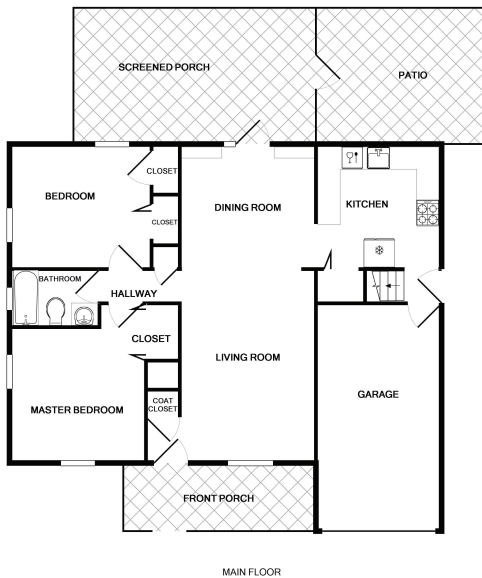 SCREENED PORCH
PATIO
CLOSET
BEDROOM
CLOSET
DINING ROOM
KITCHEN
BATHROOM
HALLWAY
CLOSET
LIVING ROOM
MASTER BEDROOM
COAT
CLOSET
GARAGE
FRONT PORCH
MAIN FLOOR